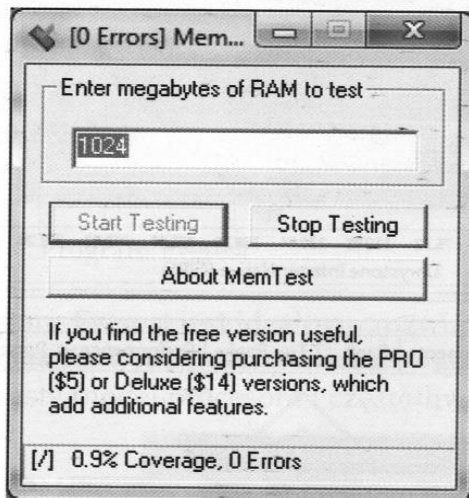 [0 Errors] Mem...
Enter megabytes of RAM to test
1024
Start Testing
Stop Testing
About MemTest
If you find the free version useful,
please considering purchasing the PRO
($5) or Deluxe ($14) versions, which
add additional features.
[/] 0.9% Coverage, 0 Errors